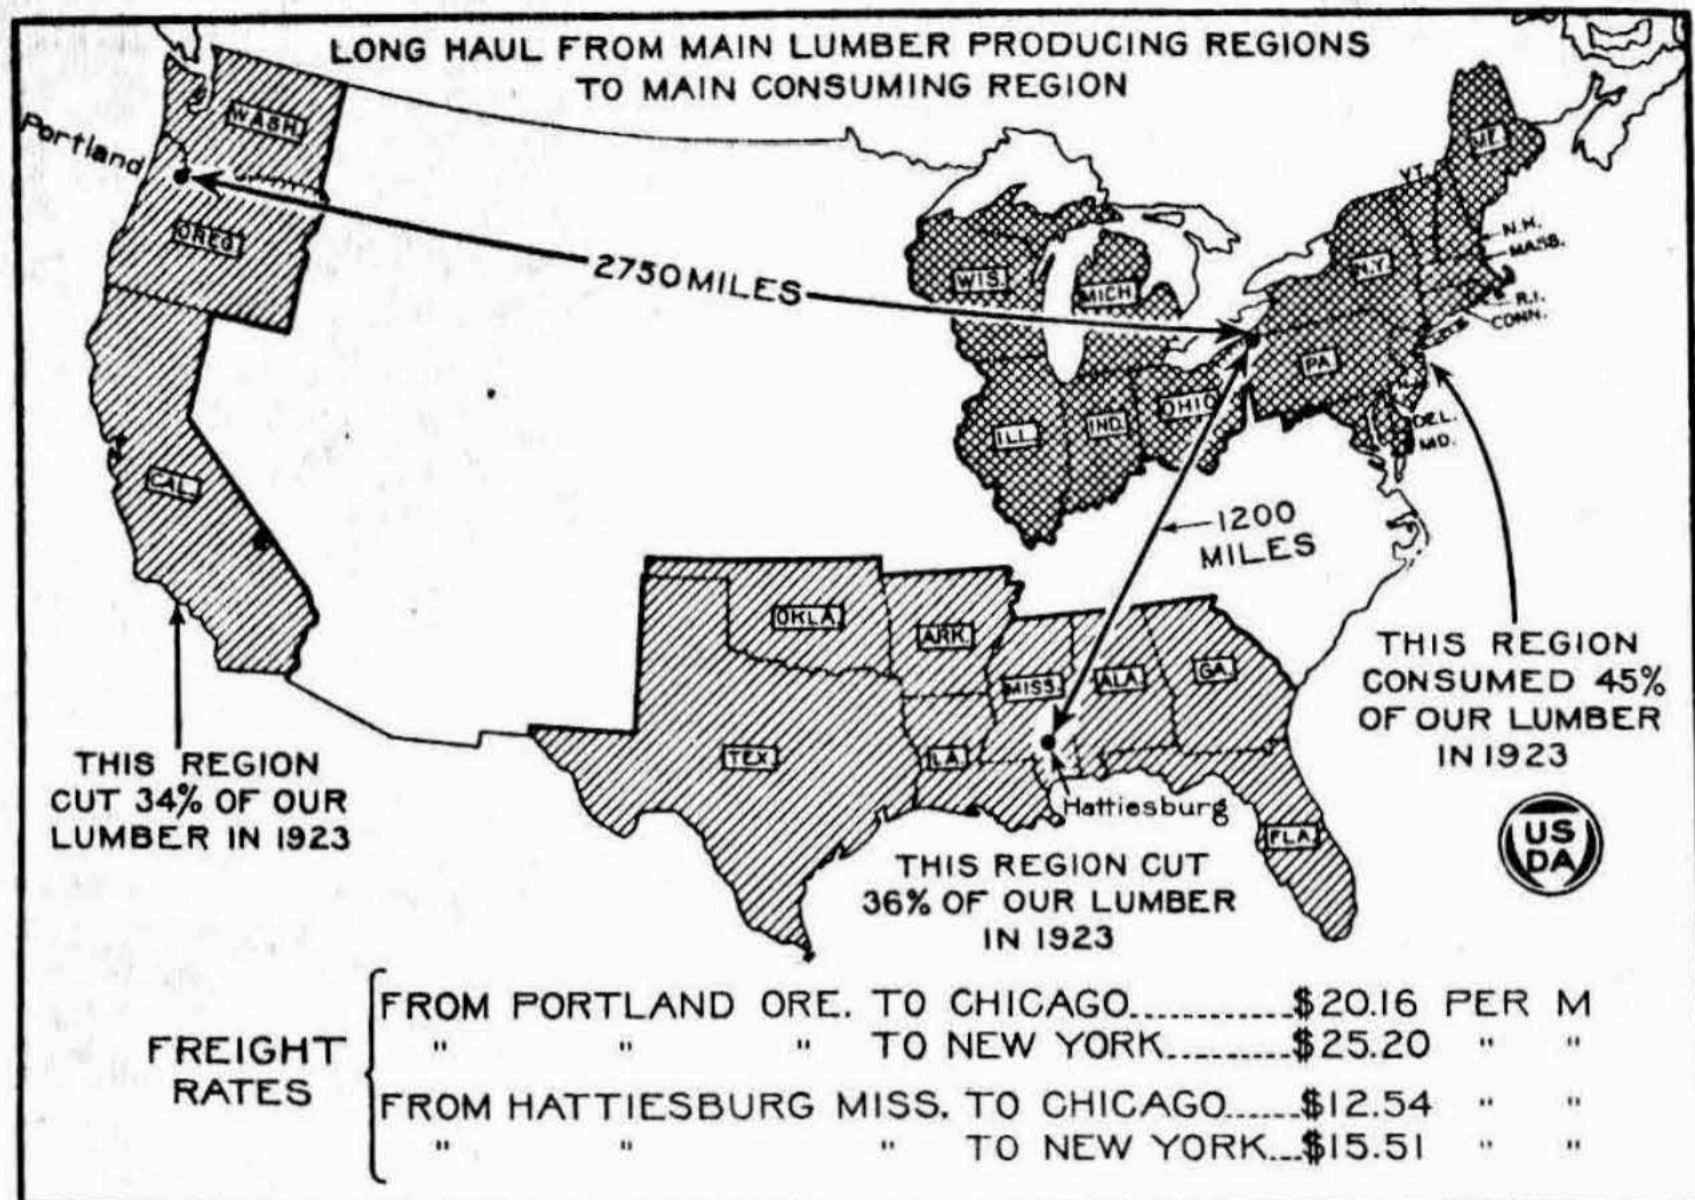 LONG HAUL FROM MAIN LUMBER PRODUCING REGIONS
TO MAIN CONSUMING REGION
Portland
WASH.
OREG.
CAL.
2750 MILES
WIS.
MICH.
ILL.
IND.
OHIO
PA.
N.Y.
VT.
ME.
N.H.
MASS.
R.I.
CONN.
N.J.
DEL.
MD.
1200
MILES
OKLA.
ARK.
TEX.
LA.
MISS.
ALA.
GA.
FLA.
Hattiesburg
THIS REGION
CUT 34% OF OUR
LUMBER IN 1923
THIS REGION CUT
36% OF OUR LUMBER
IN 1923
THIS REGION
CONSUMED 45%
OF OUR LUMBER
IN 1923
US
DA
FREIGHT
RATES
FROM PORTLAND ORE. TO CHICAGO............$20.16 PER M
" " " TO NEW YORK.........$25.20 " "
FROM HATTIESBURG MISS. TO CHICAGO......$12.54 " "
" " " TO NEW YORK...$15.51 " "